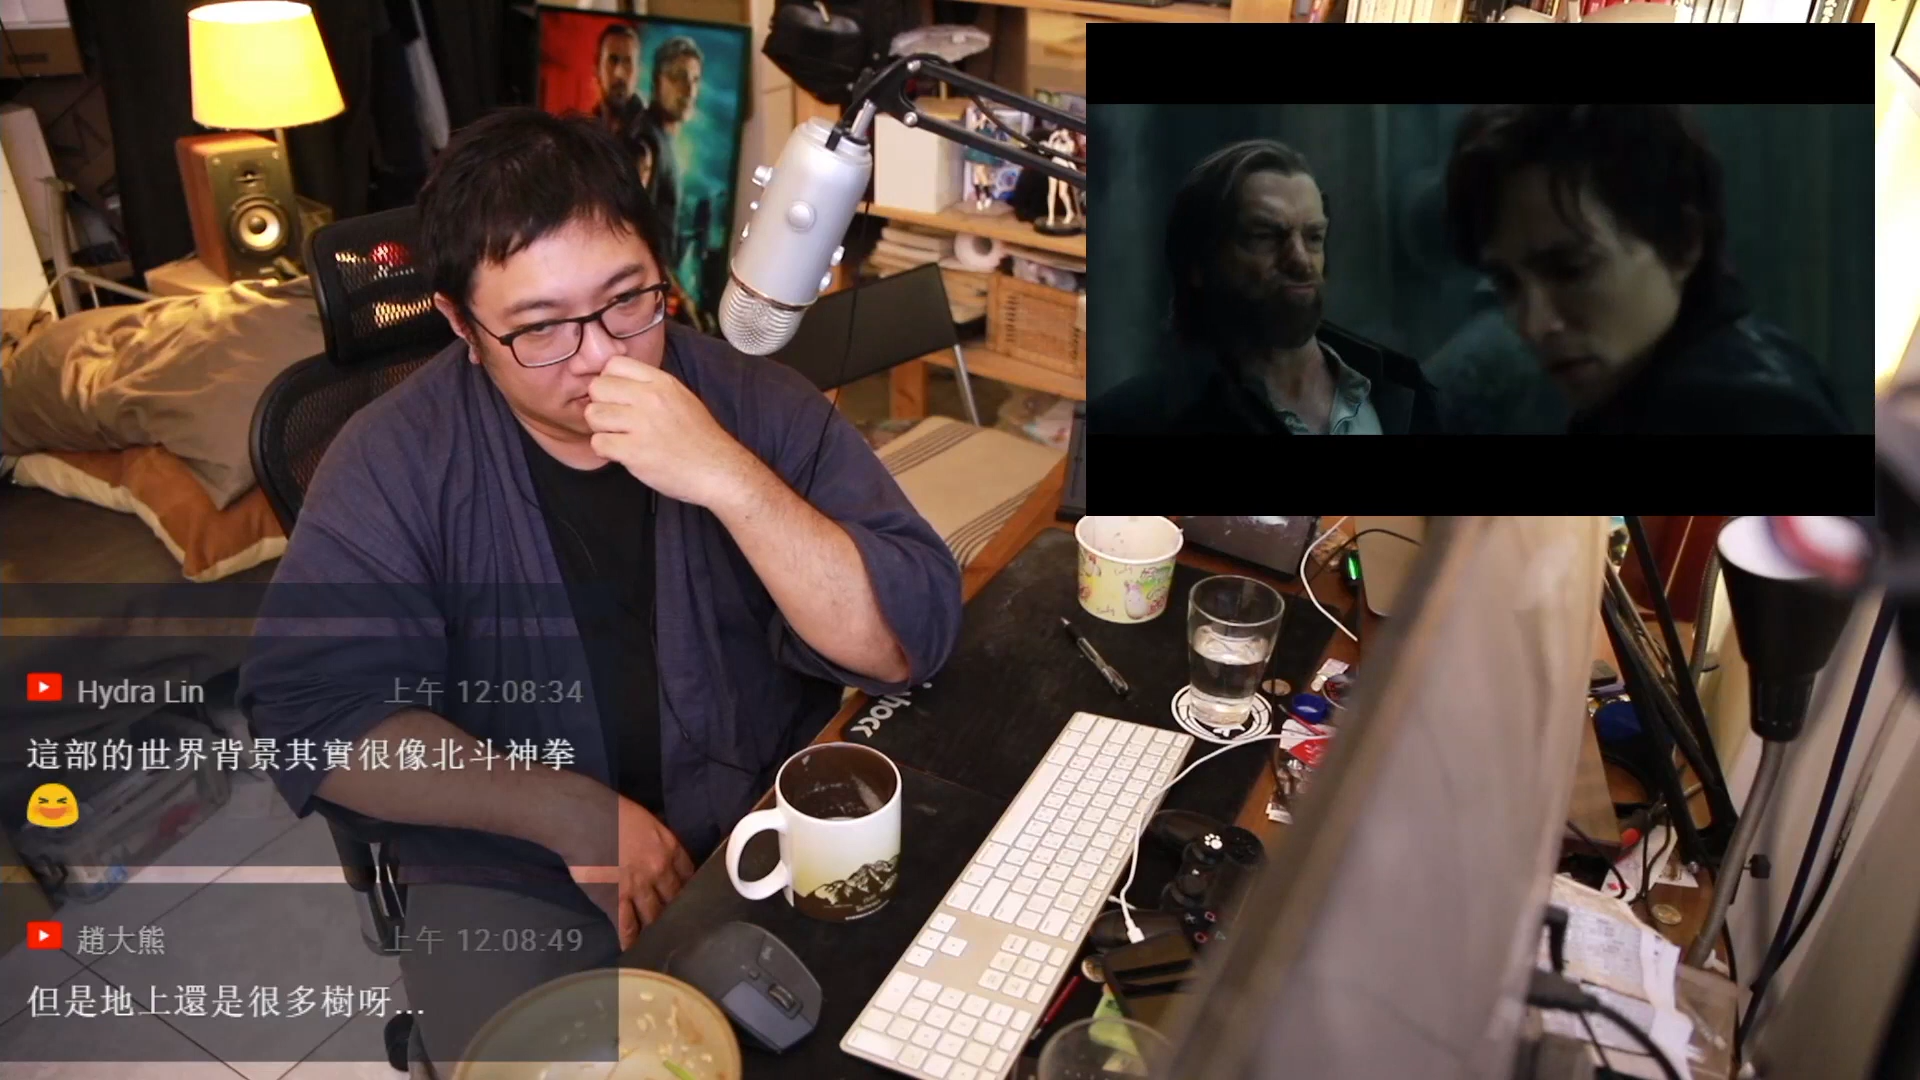 Hydra Lin 上午 12:08:34
這部的世界背景其實很像北斗神拳
😆
趙大熊 上午 12:08:49
但是地上還是很多樹呀...